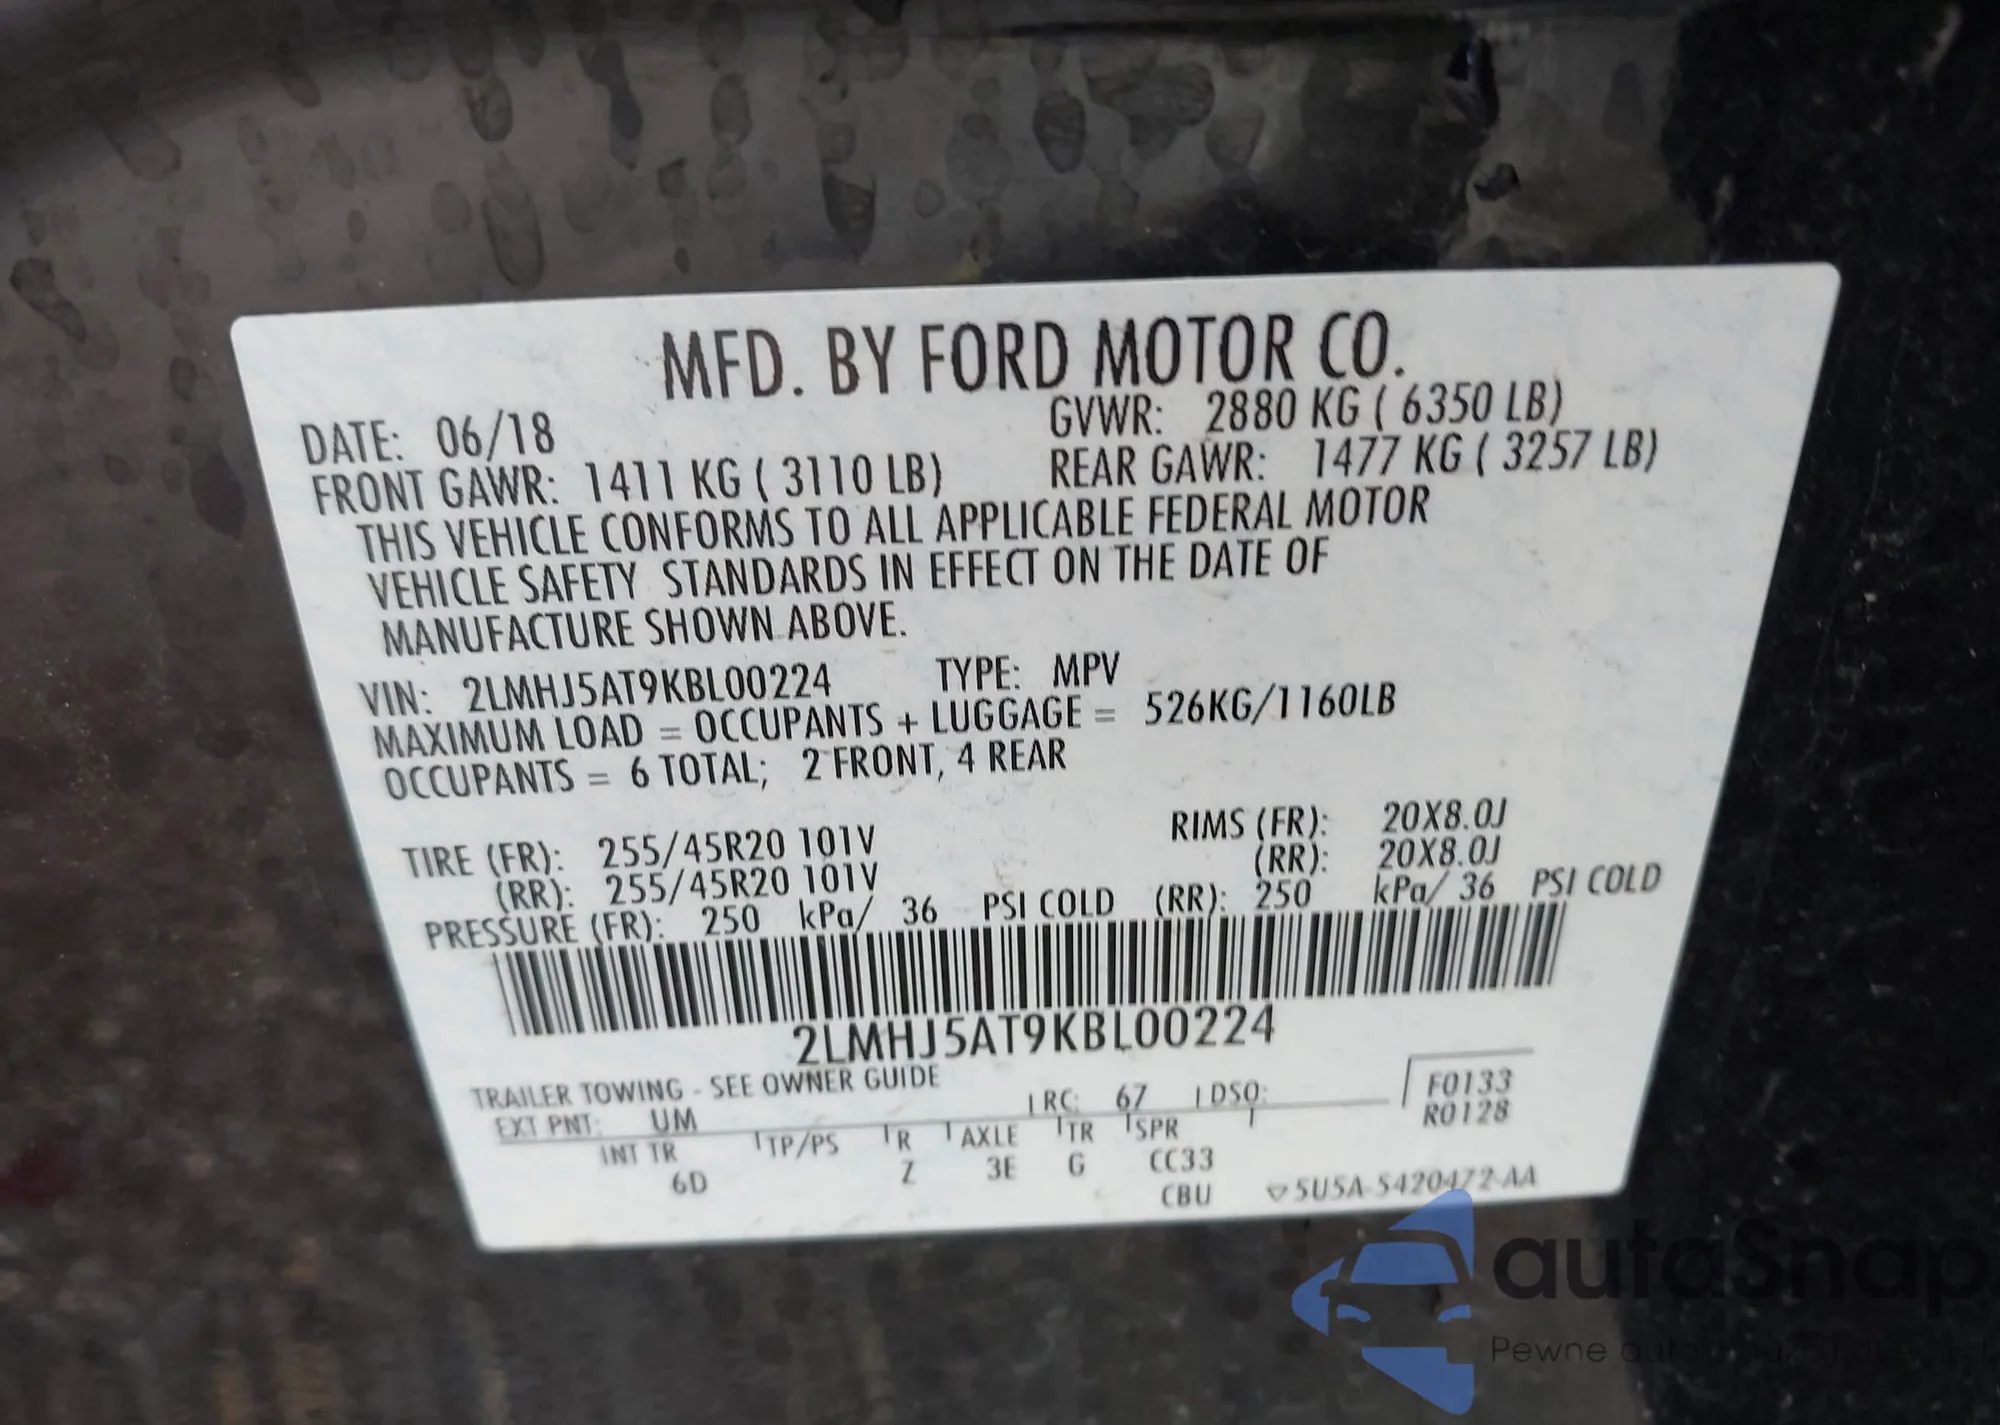 MFD. BY FORD MOTOR CO.
DATE: 06/18 GVWR: 2880 KG ( 6350 LB)
FRONT GAWR: 1411 KG ( 3110 LB) REAR GAWR: 1477 KG ( 3257 LB)
THIS VEHICLE CONFORMS TO ALL APPLICABLE FEDERAL MOTOR
VEHICLE SAFETY STANDARDS IN EFFECT ON THE DATE OF
MANUFACTURE SHOWN ABOVE.
VIN: 2LMHJ5AT9KBL00224 TYPE: MPV
MAXIMUM LOAD = OCCUPANTS + LUGGAGE = 526KG/1160LB
OCCUPANTS = 6 TOTAL; 2 FRONT, 4 REAR
TIRE (FR): 255/45R20 101V RIMS (FR): 20X8.0J
(RR): 255/45R20 101V (RR): 20X8.0J
PRESSURE (FR): 250 kPa/ 36 PSI COLD (RR): 250 kPa/ 36 PSI COLD
2LMHJ5AT9KBL00224
TRAILER TOWING - SEE OWNER GUIDE
EXT PNT: UM RC: 67 DSO: F0133
R0128
INT TR TP/PS R AXLE TR SPR
6D Z 3E G CC33
CBU ▽5U5A-5420472-AA
autaSnap
Pewne auta z